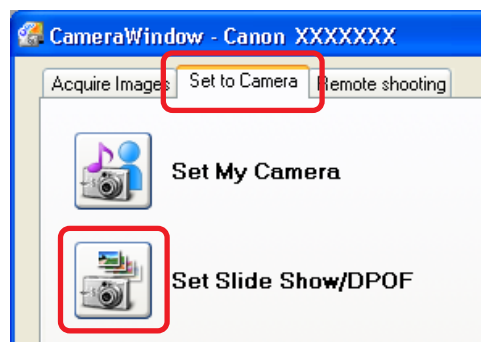 CameraWindow - Canon XXXXXXX
Acquire Images Set to Camera Remote shooting
Set My Camera
Set Slide Show/DPOF